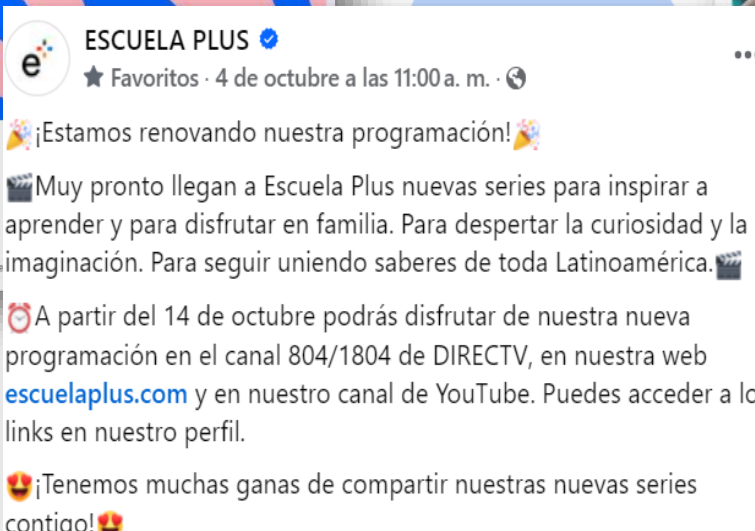 e
ESCUELA PLUS
Favoritos · 4 de octubre a las 11:00 a. m. ·
🎉¡Estamos renovando nuestra programación!🎉
🎬Muy pronto llegan a Escuela Plus nuevas series para inspirar a
aprender y para disfrutar en familia. Para despertar la curiosidad y la
imaginación. Para seguir uniendo saberes de toda Latinoamérica.🎬
⏰A partir del 14 de octubre podrás disfrutar de nuestra nueva
programación en el canal 804/1804 de DIRECTV, en nuestra web
escuelaplus.com y en nuestro canal de YouTube. Puedes acceder a lo
links en nuestro perfil.
😍¡Tenemos muchas ganas de compartir nuestras nuevas series
contigo!😍